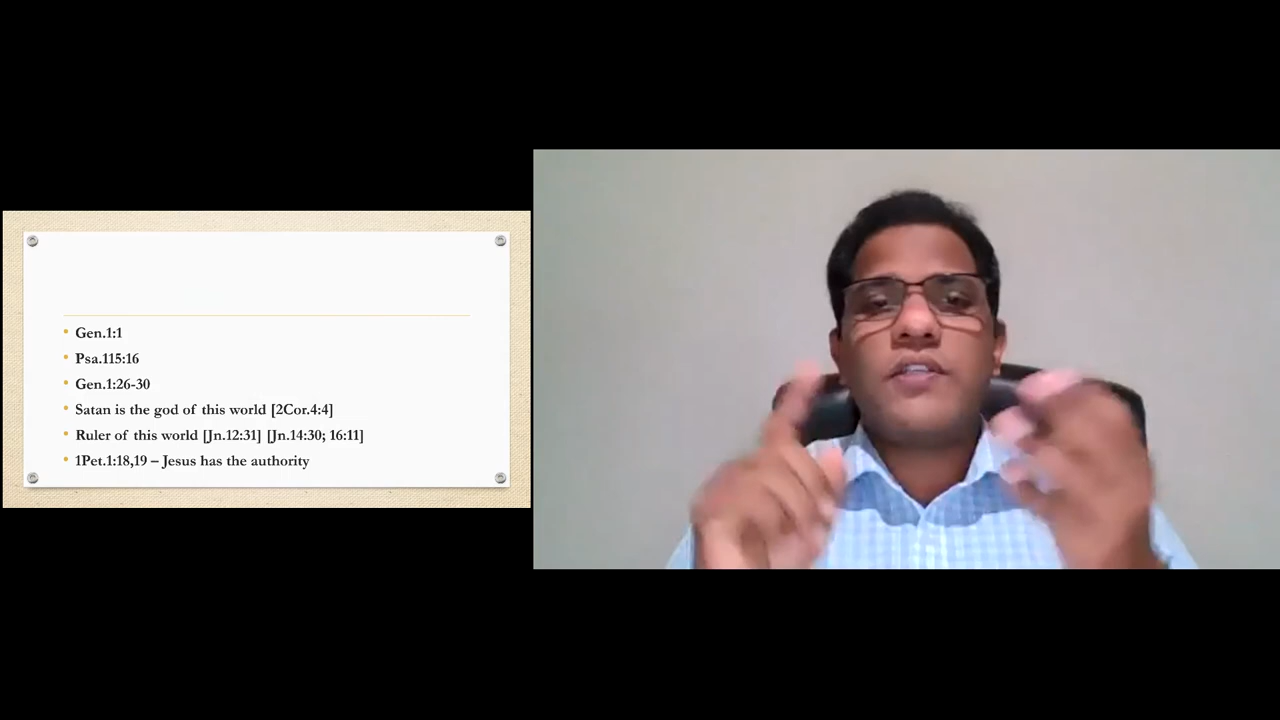 Gen.1:1
Psa.115:16
Gen.1:26-30
Satan is the god of this world [2Cor.4:4]
Ruler of this world [Jn.12:31] [Jn.14:30; 16:11]
1Pet.1:18,19 – Jesus has the authority